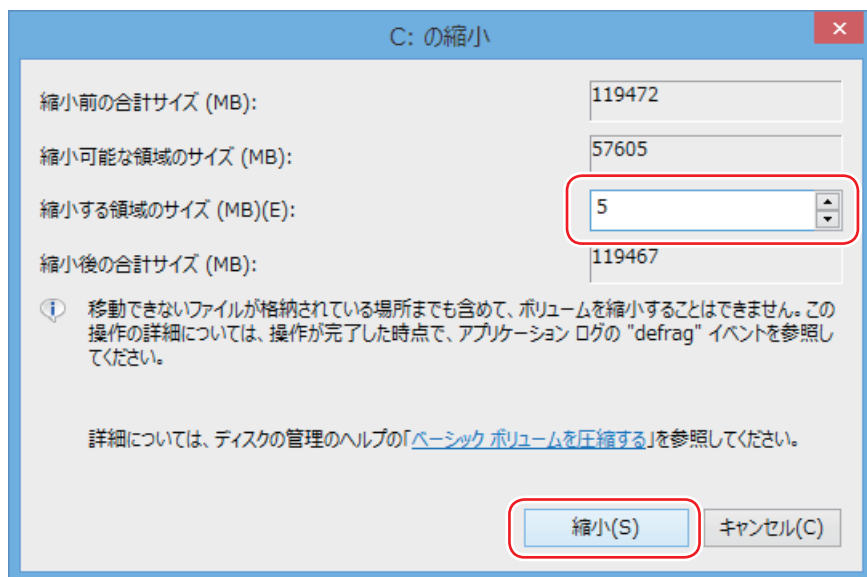 C: の縮小
縮小前の合計サイズ (MB): 119472
縮小可能な領域のサイズ (MB): 57605
縮小する領域のサイズ (MB)(E): 5
縮小後の合計サイズ (MB): 119467
移動できないファイルが格納されている場所までも含めて、ボリュームを縮小することはできません。この
操作の詳細については、操作が完了した時点で、アプリケーション ログの "defrag" イベントを参照し
てください。
詳細については、ディスクの管理のヘルプの「ベーシック ボリュームを圧縮する」を参照してください。
縮小(S) キャンセル(C)